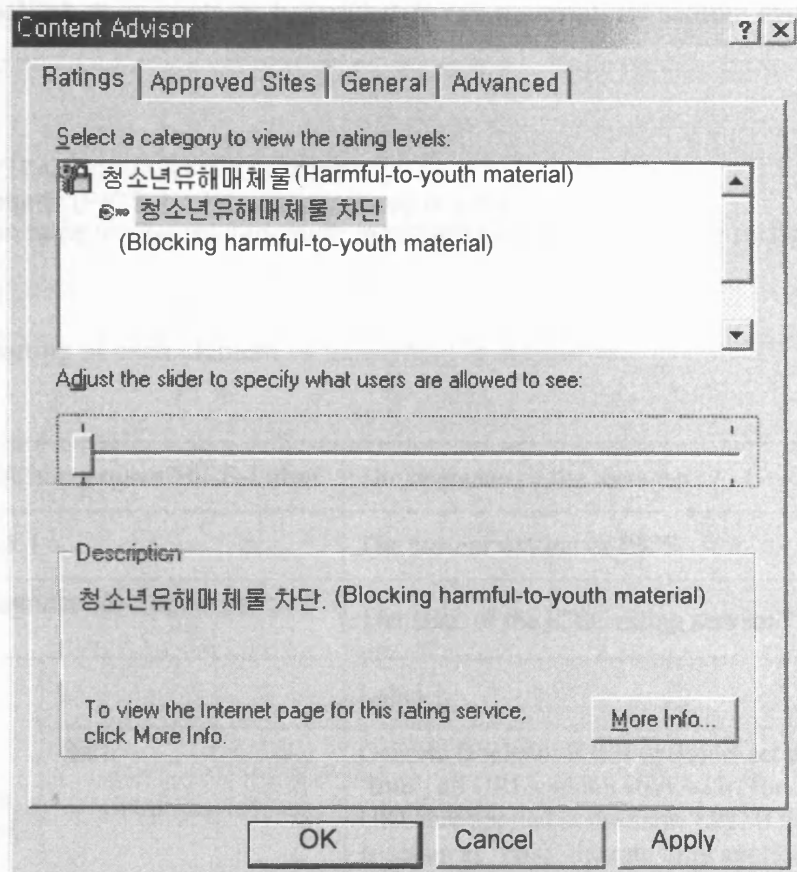 Content Advisor
Ratings
Approved Sites
General
Advanced
Select a category to view the rating levels:
청소년유해매체물(Harmful-to-youth material)
청소년유해매체물 차단
(Blocking harmful-to-youth material)
Adjust the slider to specify what users are allowed to see:
Description
청소년유해매체물 차단. (Blocking harmful-to-youth material)
To view the Internet page for this rating service,
click More Info.
More Info...
OK
Cancel
Apply